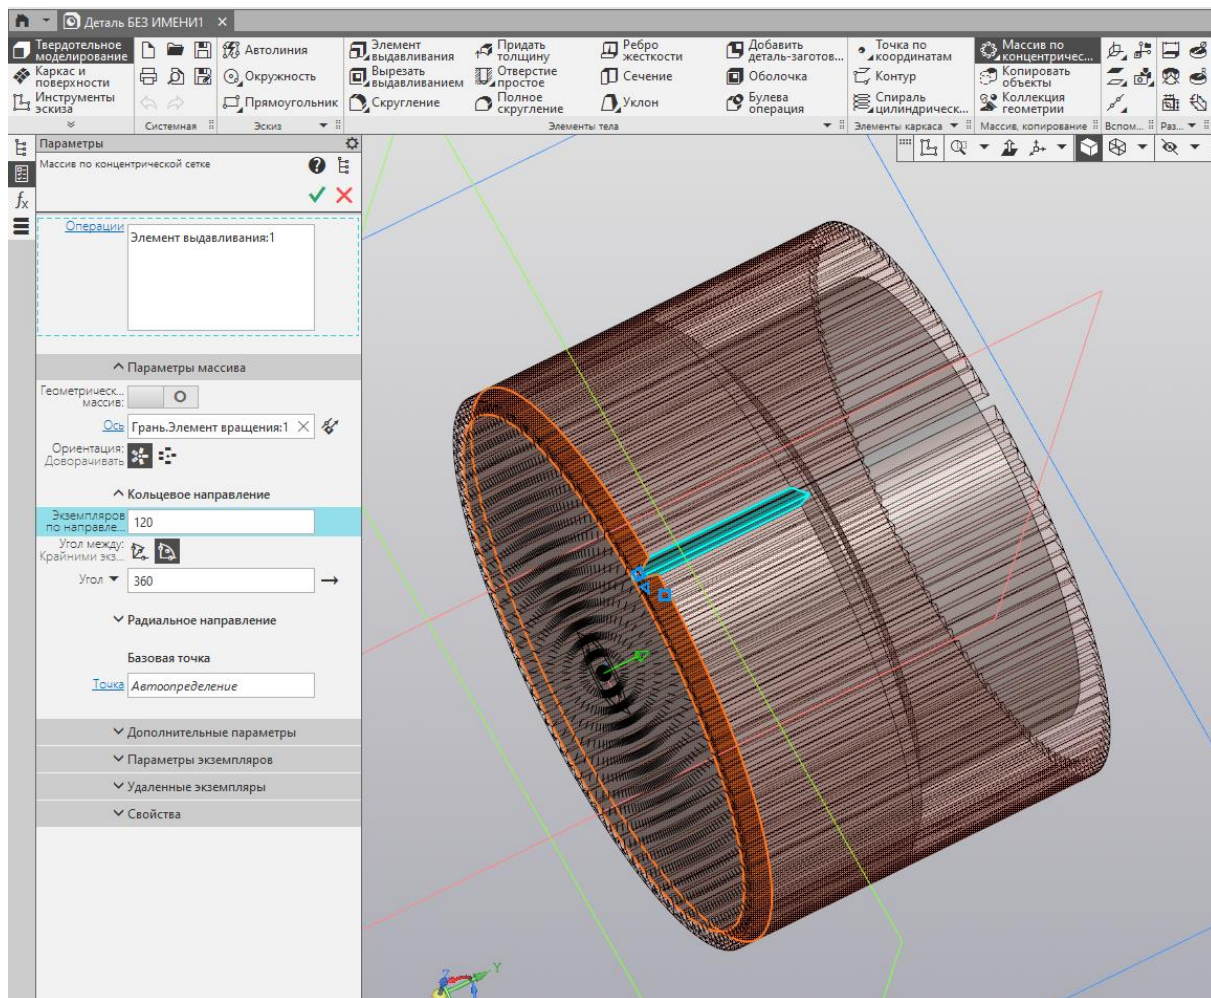 Деталь БЕЗ ИМЕНИ1
Твердотельное
моделирование
Каркас и
поверхности
Инструменты
эскиза
Системная
Автолиния
Окружность
Прямоугольник
Эскиз
Элемент
выдавливания
Вырезать
выдавливанием
Скругление
Придать
толщину
Отверстие
простое
Полное
скругление
Ребро
жесткости
Сечение
Уклон
Добавить
деталь-заготов...
Оболочка
Булева
операция
Элементы тела
Точка по
координатам
Контур
Спираль
цилиндрическ...
Элементы каркаса
Массив по
концентричес...
Копировать
объекты
Коллекция
геометрии
Массив, копирование
Вспом...
Раз...
Параметры
Массив по концентрической сетке
Операции
Элемент выдавливания:1
Параметры массива
Геометрическ...
массив:
Ось
Грань.Элемент вращения:1
Ориентация:
Доворачивать
Кольцевое направление
Экземпляров
по направле...
120
Угол между:
Крайними экз...
Угол
360
Радиальное направление
Базовая точка
Точка
Автоопределение
Дополнительные параметры
Параметры экземпляров
Удаленные экземпляры
Свойства
Z
Y